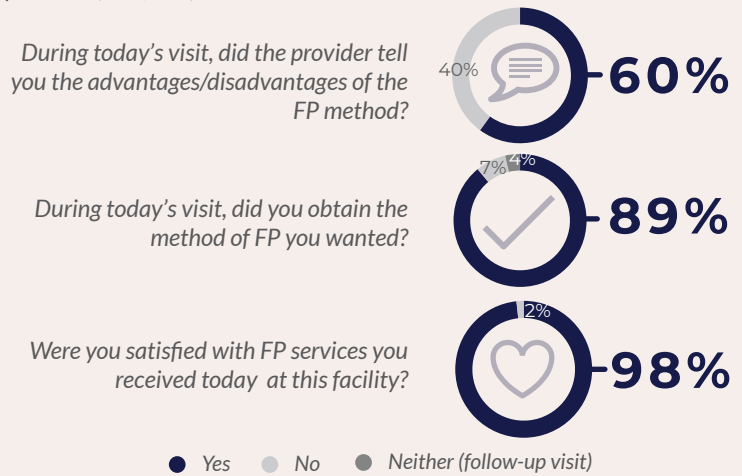 During today's visit, did the provider tell
you the advantages/disadvantages of the
FP method?
40%
60%
During today's visit, did you obtain the
method of FP you wanted?
7%
4%
89%
Were you satisfied with FP services you
received today at this facility?
2%
98%
Yes
No
Neither (follow-up visit)